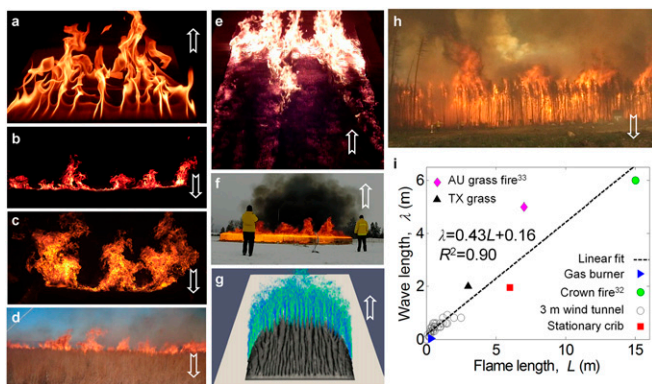 a
b
c
d
e
f
g
h
i
AU grass fire³³
TX grass
λ=0.43L+0.16
R²=0.90
Linear fit
Gas burner
Crown fire³²
3 m wind tunnel
Stationary crib
Wave length, λ (m)
6
4
2
0
0
5
10
15
Flame length, L (m)